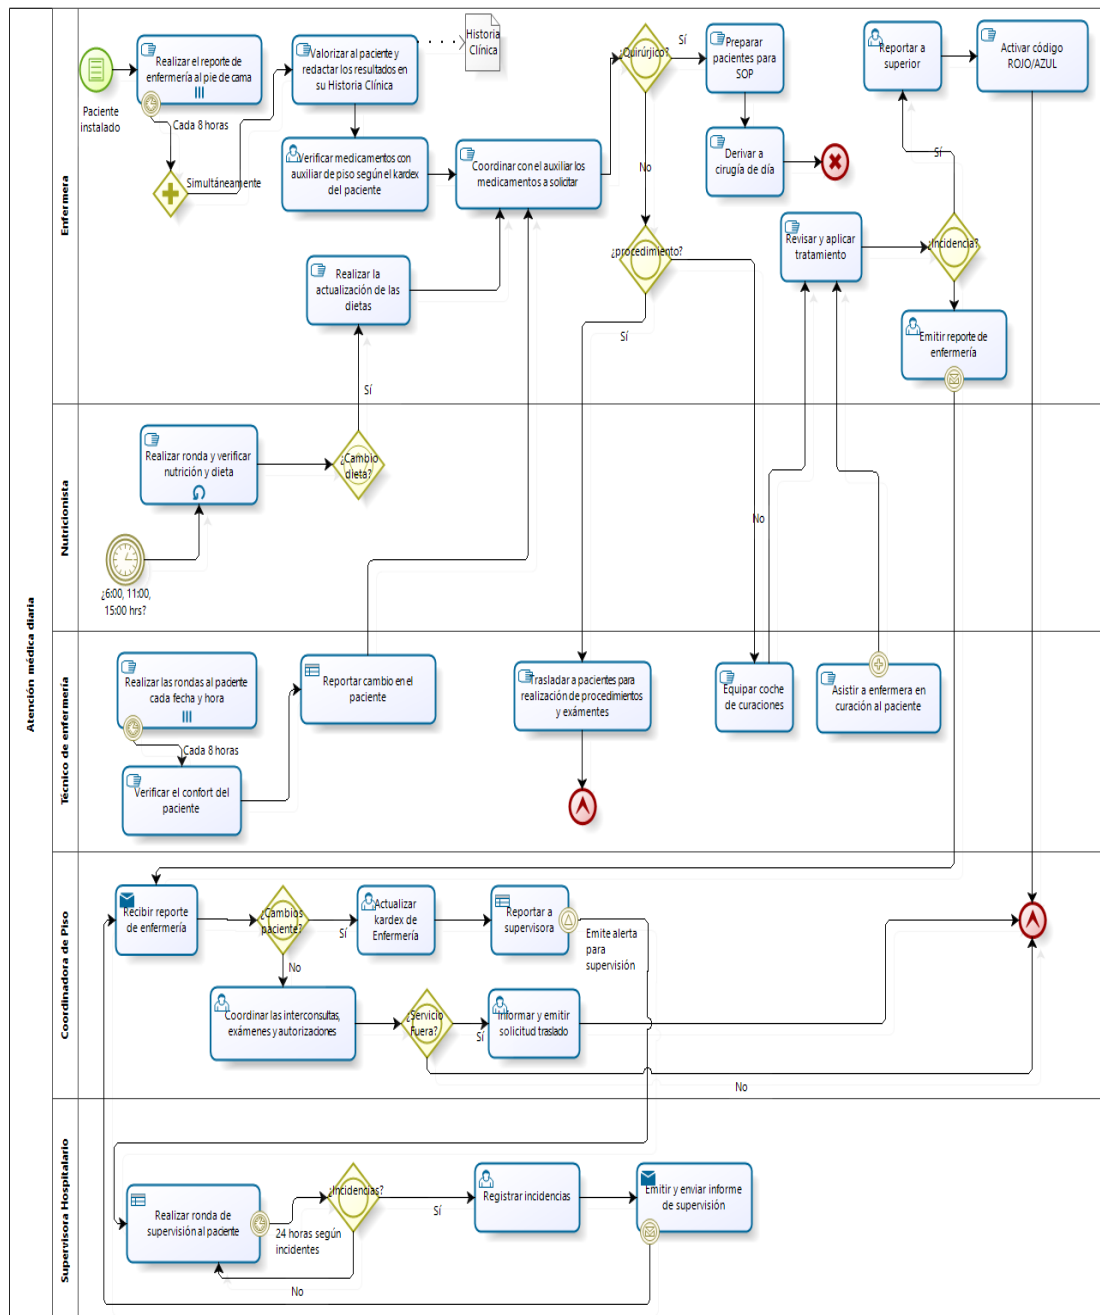 Atención médica diaria
Enfermera
Paciente
instalado
Realizar el reporte de
enfermería al pie de cama
Cada 8 horas
Simultáneamente
Valorizar al paciente y
redactar los resultados en
su Historia Clínica
Historia
Clínica
Verificar medicamentos con
auxiliar de piso según el kardex
del paciente
Coordinar con el auxiliar los
medicamentos a solicitar
Realizar la
actualización de las
dietas
¿Quirúrjico?
Sí
No
Preparar
pacientes para
SOP
Derivar a
cirugía de día
¿procedimiento?
Sí
No
Revisar y aplicar
tratamiento
¿Incidencia?
Sí
Reportar a
superior
Activar código
ROJO/AZUL
Emitir reporte de
enfermería
Nutricionista
Realizar ronda y verificar
nutrición y dieta
¿6:00, 11:00,
15:00 hrs?
¿Cambio
dieta?
Sí
Técnico de enfermería
Realizar las rondas al paciente
cada fecha y hora
Cada 8 horas
Verificar el confort del
paciente
Reportar cambio en el
paciente
Trasladar a pacientes para
realización de procedimientos
y exámentes
Equipar coche
de curaciones
Asistir a enfermera en
curación al paciente
Coordinadora de Piso
Recibir reporte
de enfermería
¿Cambios
paciente?
Sí
No
Actualizar
kardex de
Enfermería
Reportar a
supervisora
Emite alerta
para
supervisión
Coordinar las interconsultas,
exámenes y autorizaciones
¿Servicio
Fuera?
Sí
No
Informar y emitir
solicitud traslado
Supervisora Hospitalario
Realizar ronda de
supervisión al paciente
24 horas según
incidentes
¿Incidencias?
Sí
No
Registrar incidencias
Emitir y enviar informe
de supervisión